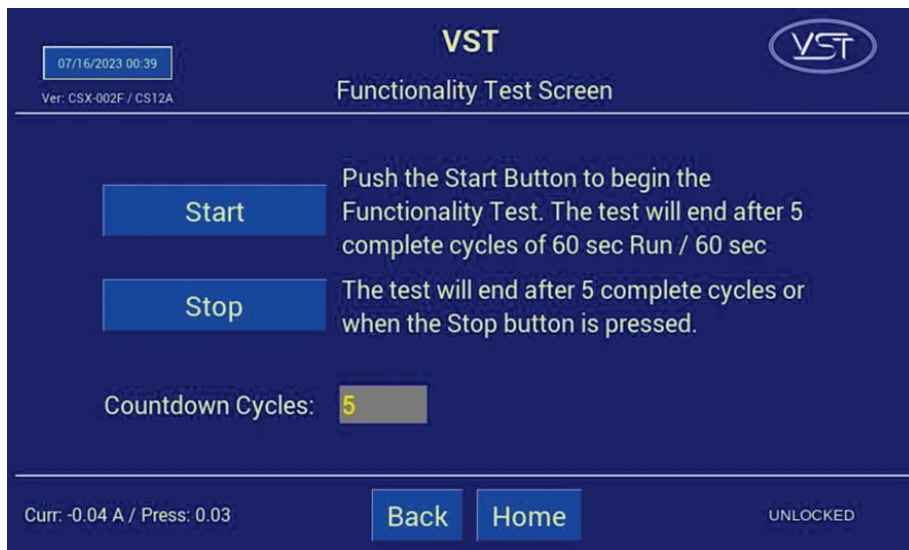 VST
VST
07/16/2023 00:39
Ver: CSX-002F / CS12A
Functionality Test Screen
Start
Push the Start Button to begin the
Functionality Test. The test will end after 5
complete cycles of 60 sec Run / 60 sec
Stop
The test will end after 5 complete cycles or
when the Stop button is pressed.
Countdown Cycles: 5
Curr: -0.04 A / Press: 0.03
Back
Home
UNLOCKED